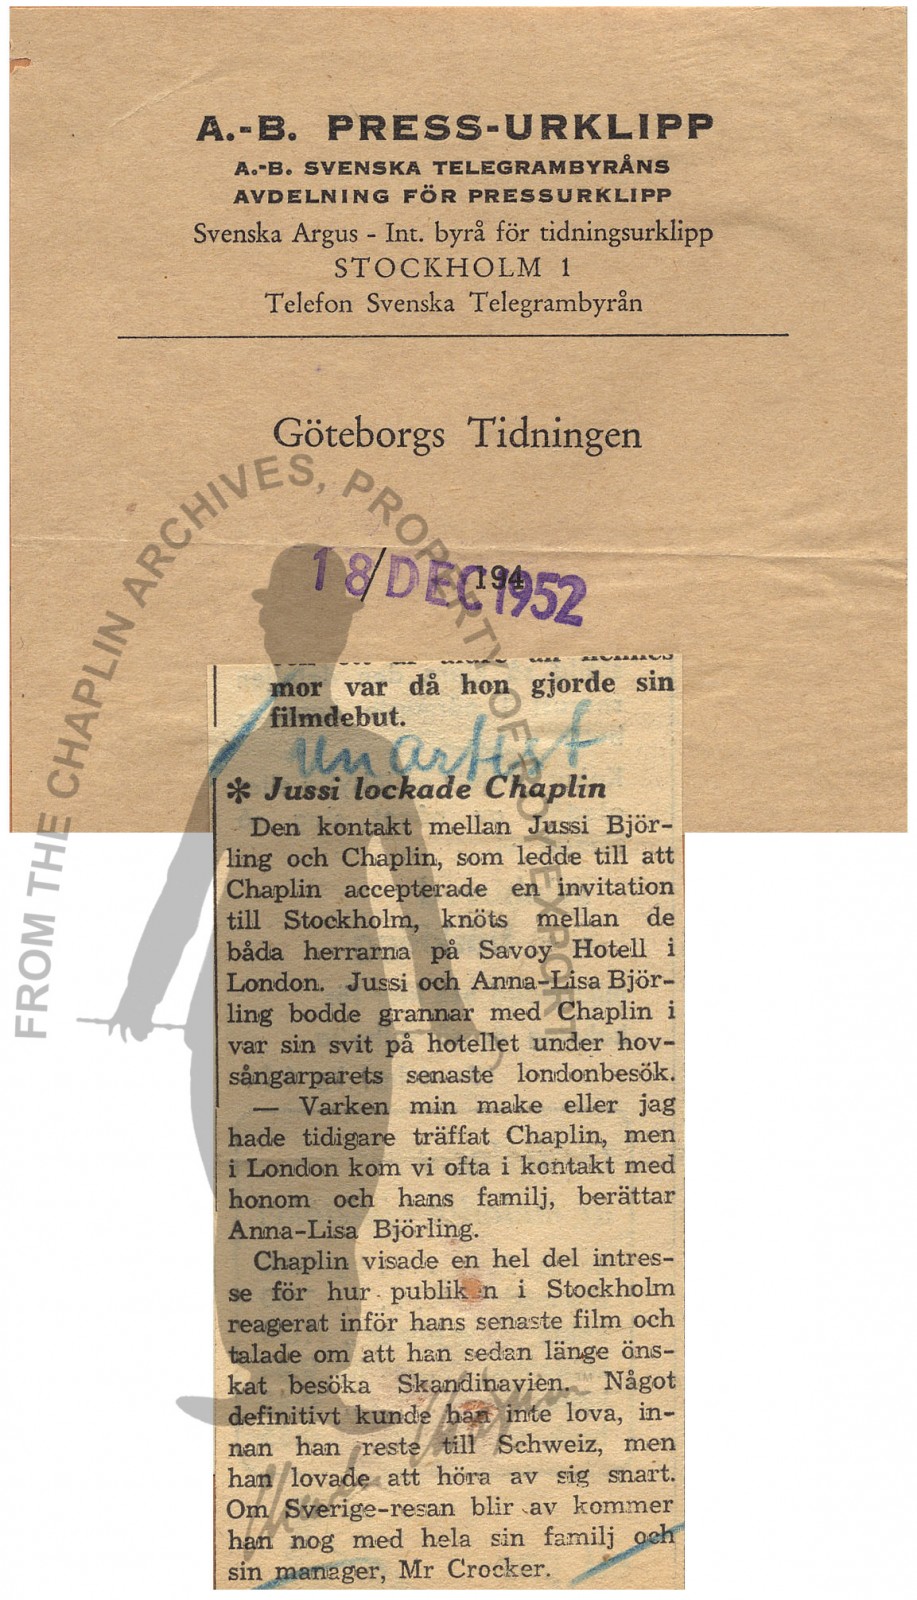 A.-B. PRESS-URKLIPP
A.-B. SVENSKA TELEGRAMBYRÅNS
AVDELNING FÖR PRESSURKLIPP
Svenska Argus - Int. byrå för tidningsurklipp
STOCKHOLM 1
Telefon Svenska Telegrambyrån
Göteborgs Tidningen
FROM THE CHAPLIN ARCHIVES, PROPERTY OF ROY EXPORT
18/DEC 1952
194
mor var då hon gjorde sin
filmdebut.
un artist
* Jussi lockade Chaplin
Den kontakt mellan Jussi Björ-
ling och Chaplin, som ledde till att
Chaplin accepterade en invitation
till Stockholm, knöts mellan de
båda herrarna på Savoy Hotell i
London. Jussi och Anna-Lisa Björ-
ling bodde grannar med Chaplin i
var sin svit på hotellet under hov-
sångarparets senaste londonbesök.
— Varken min make eller jag
hade tidigare träffat Chaplin, men
i London kom vi ofta i kontakt med
honom och hans familj, berättar
Anna-Lisa Björling.
Chaplin visade en hel del intres-
se för hur publiken i Stockholm
reagerat inför hans senaste film och
talade om att han sedan länge öns-
kat besöka Skandinavien. Något
definitivt kunde han inte lova, in-
nan han reste till Schweiz, men
han lovade att höra av sig snart.
Om Sverige-resan blir av kommer
han nog med hela sin familj och
sin manager, Mr Crocker.